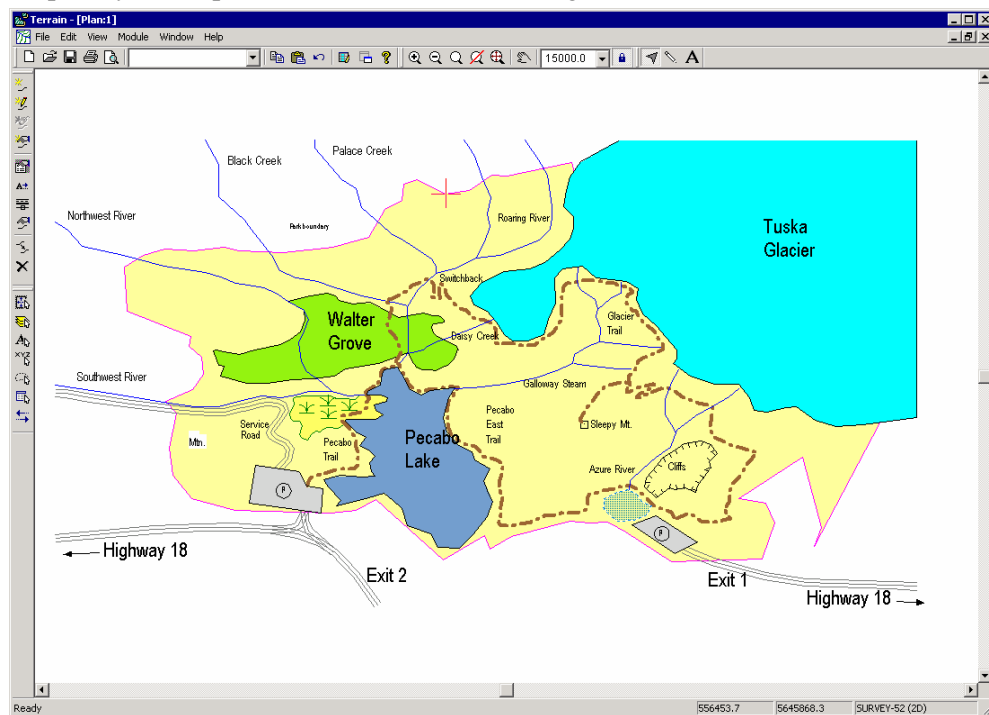 Terrain - [Plan:1]
File Edit View Module Window Help
15000.0
A
Black Creek
Palace Creek
Northwest River
Park boundary
Roaring River
Tuska
Glacier
Switchback
Walter
Grove
Daisy Creek
Glacier
Trail
Southwest River
Galloway Steam
Service
Road
Mtn.
Pecabo
Trail
Pecabo
Lake
Pecabo
East
Trail
Sleepy Mt.
Azure River
Cliffs
P
P
Highway 18
Exit 2
Exit 1
Highway 18
Ready
556453.7
5645868.3
SURVEY-52 (2D)